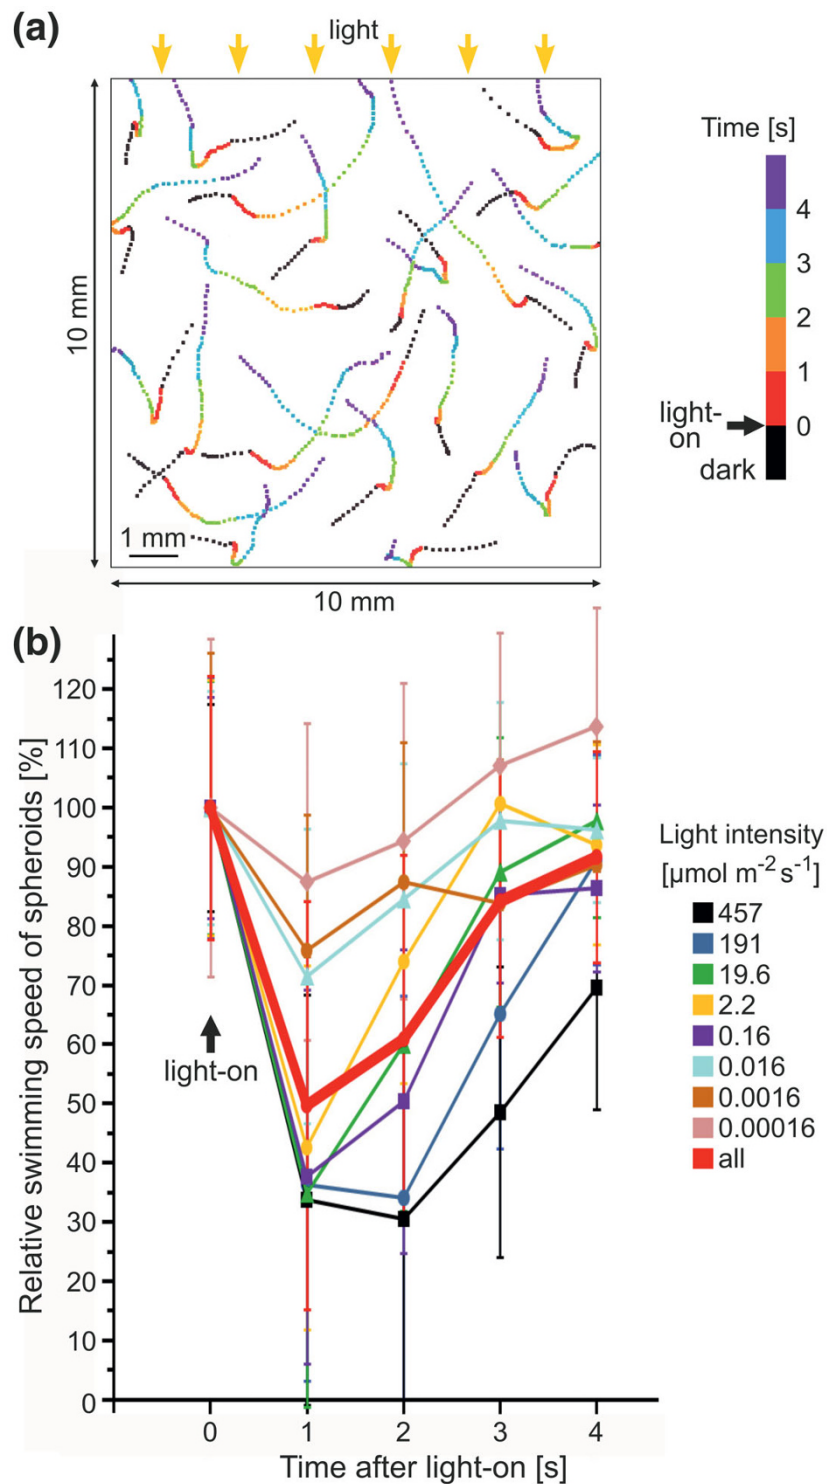 (a)
light
Time [s]
4
3
2
1
0
light-
on
dark
10 mm
1 mm
10 mm
(b)
Relative swimming speed of spheroids [%]
120
110
100
90
80
70
60
50
40
30
20
10
0
light-on
0 1 2 3 4
Time after light-on [s]
Light intensity
[µmol m⁻² s⁻¹]
457
191
19.6
2.2
0.16
0.016
0.0016
0.00016
all